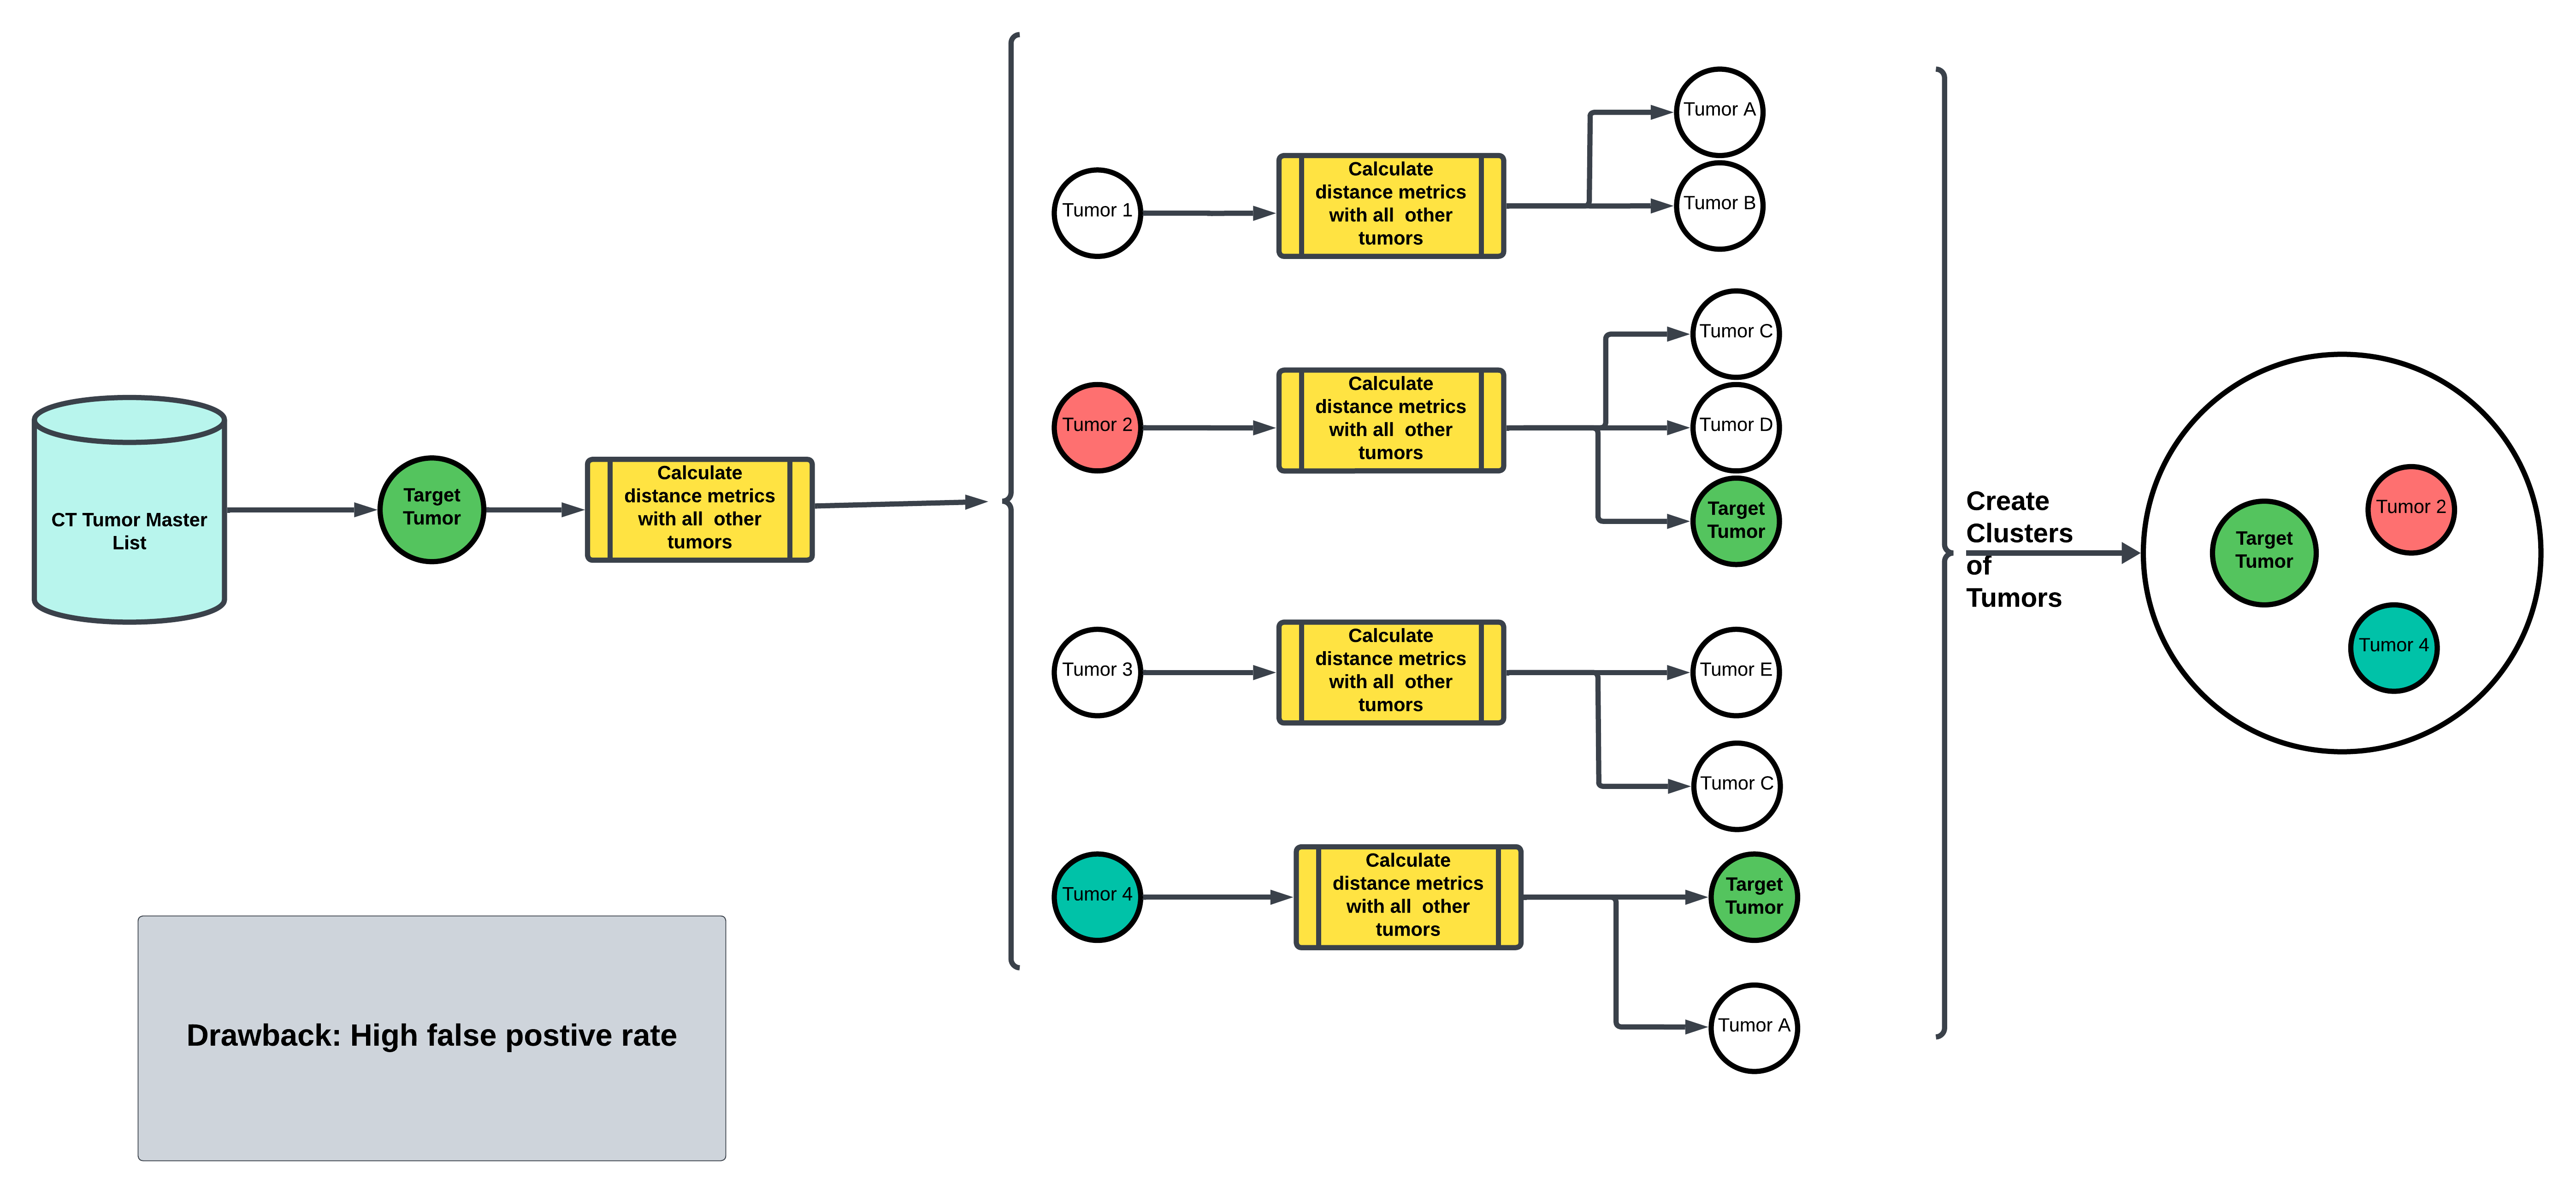 CT Tumor Master
List
Target
Tumor
Calculate
distance metrics
with all  other
tumors
Tumor 1
Calculate
distance metrics
with all  other
tumors
Tumor A
Tumor B
Tumor 2
Calculate
distance metrics
with all  other
tumors
Tumor C
Tumor D
Target
Tumor
Tumor 3
Calculate
distance metrics
with all  other
tumors
Tumor E
Tumor C
Tumor 4
Calculate
distance metrics
with all  other
tumors
Target
Tumor
Tumor A
Create
Clusters
of
Tumors
Target
Tumor
Tumor 2
Tumor 4
Drawback: High false postive rate